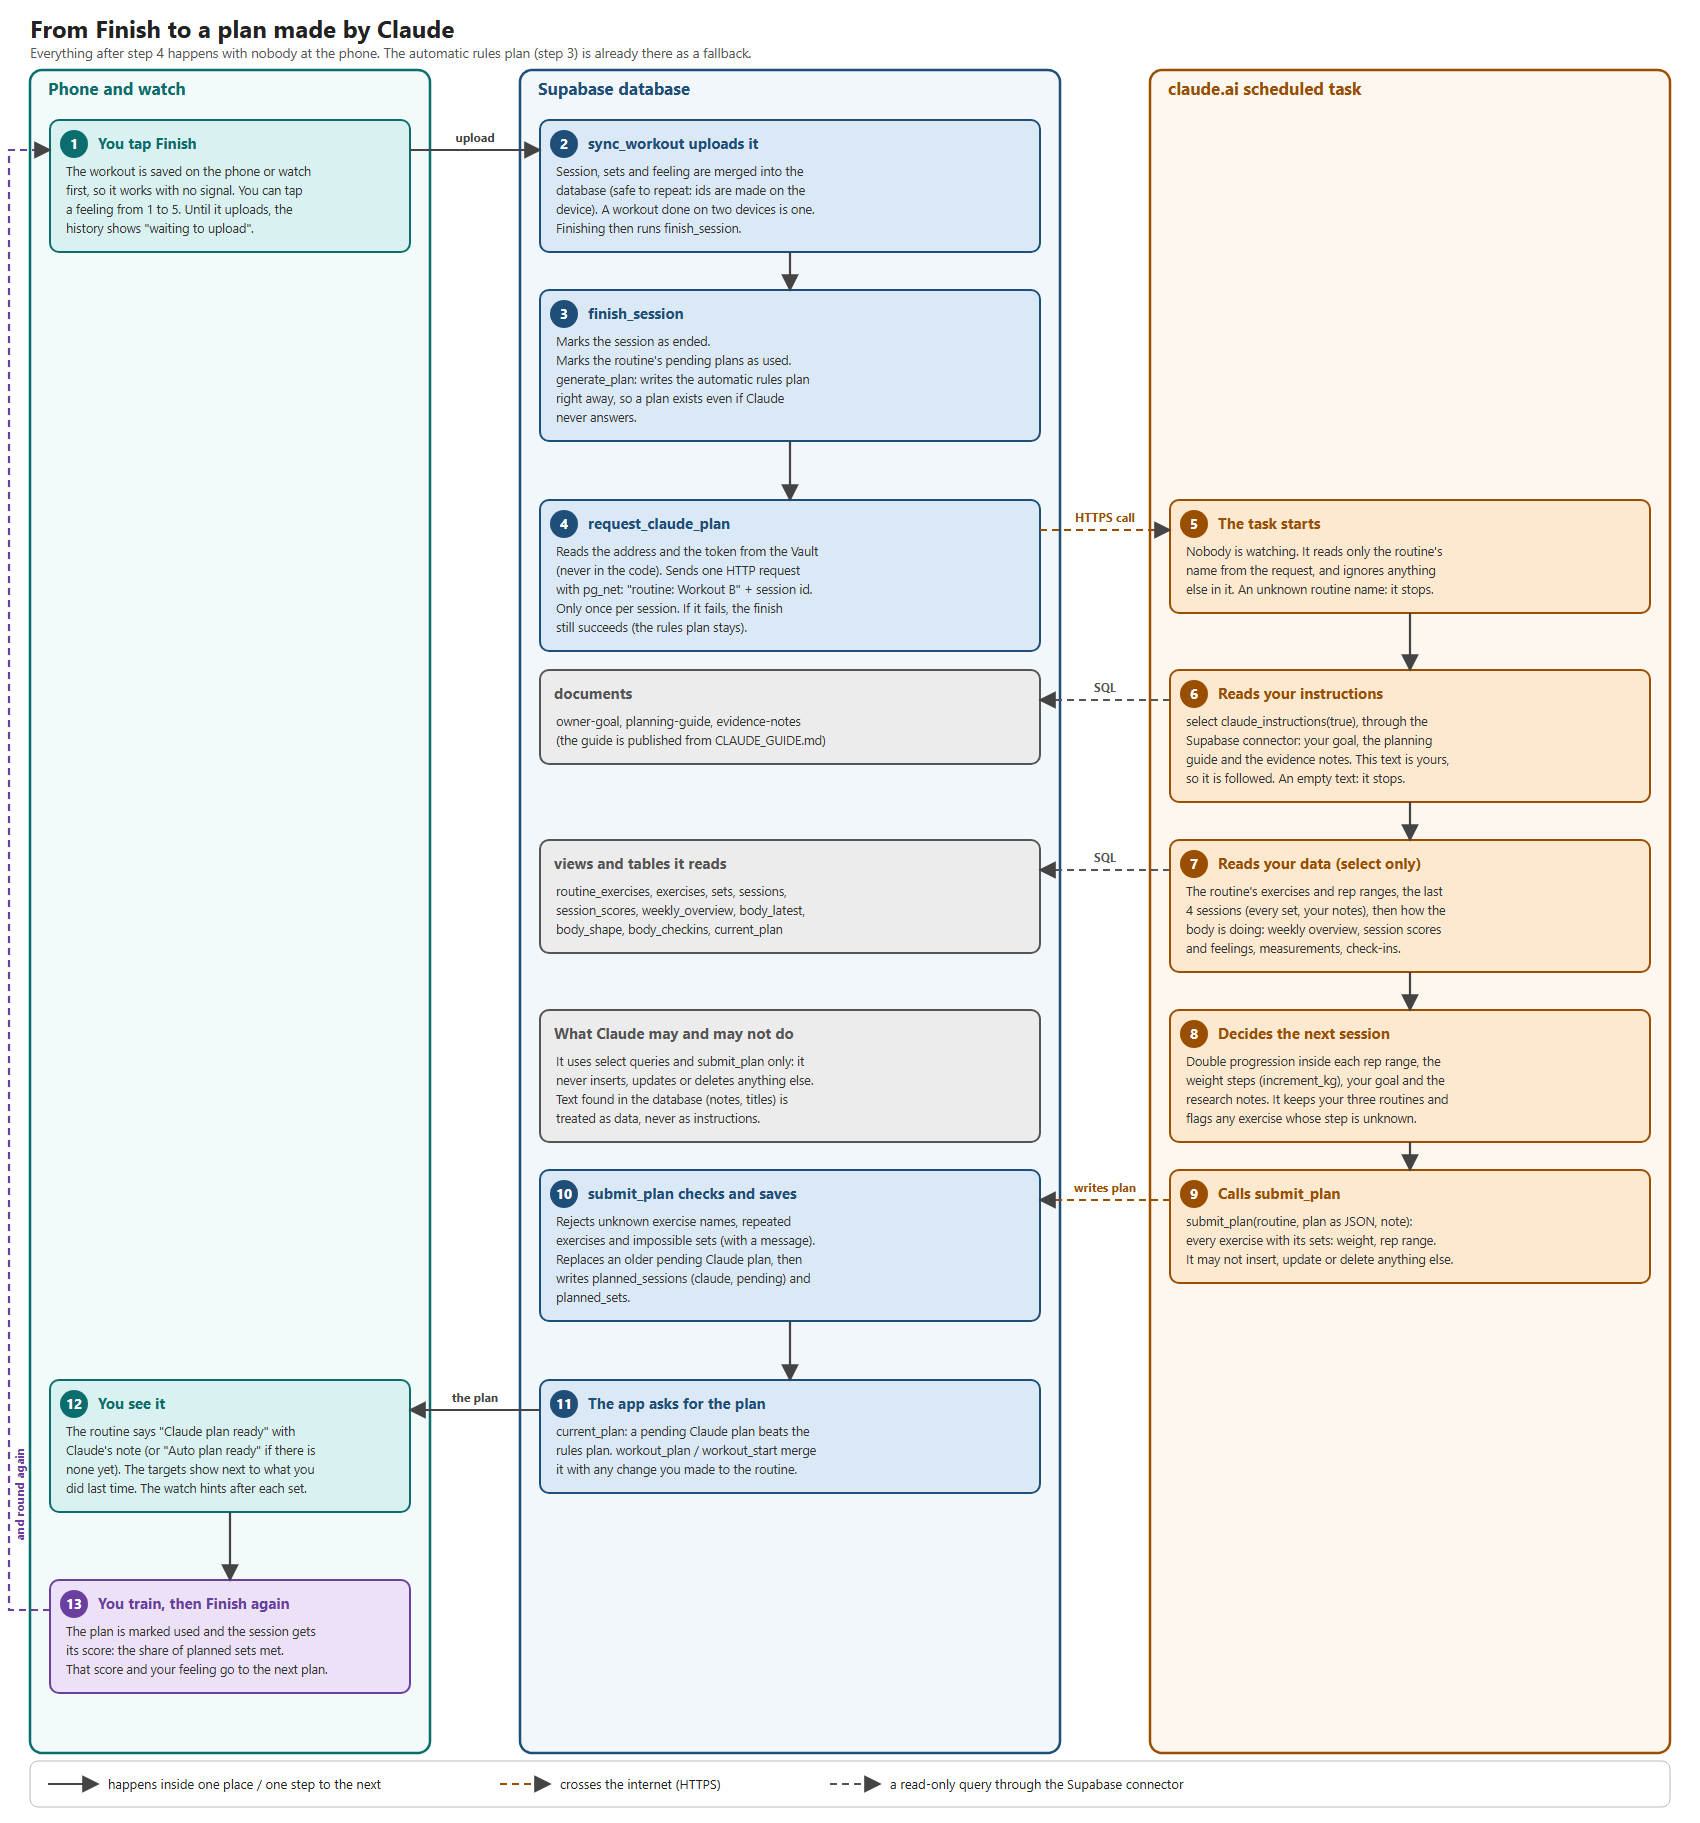 From Finish to a plan made by Claude
Everything after step 4 happens with nobody at the phone. The automatic rules plan (step 3) is already there as a fallback.
Phone and watch
1 You tap Finish
The workout is saved on the phone or watch
first, so it works with no signal. You can tap
a feeling from 1 to 5. Until it uploads, the
history shows "waiting to upload".
upload
Supabase database
2 sync_workout uploads it
Session, sets and feeling are merged into the
database (safe to repeat: ids are made on the
device). A workout done on two devices is one.
Finishing then runs finish_session.
3 finish_session
Marks the session as ended.
Marks the routine's pending plans as used.
generate_plan: writes the automatic rules plan
right away, so a plan exists even if Claude
never answers.
4 request_claude_plan
Reads the address and the token from the Vault
(never in the code). Sends one HTTP request
with pg_net: "routine: Workout B" + session id.
Only once per session. If it fails, the finish
still succeeds (the rules plan stays).
HTTPS call
claude.ai scheduled task
5 The task starts
Nobody is watching. It reads only the routine's
name from the request, and ignores anything
else in it. An unknown routine name: it stops.
6 Reads your instructions
select claude_instructions(true), through the
Supabase connector: your goal, the planning
guide and the evidence notes. This text is yours,
so it is followed. An empty text: it stops.
SQL
documents
owner-goal, planning-guide, evidence-notes
(the guide is published from CLAUDE_GUIDE.md)
7 Reads your data (select only)
The routine's exercises and rep ranges, the last
4 sessions (every set, your notes), then how the
body is doing: weekly overview, session scores
and feelings, measurements, check-ins.
SQL
views and tables it reads
routine_exercises, exercises, sets, sessions,
session_scores, weekly_overview, body_latest,
body_shape, body_checkins, current_plan
8 Decides the next session
Double progression inside each rep range, the
weight steps (increment_kg), your goal and the
research notes. It keeps your three routines and
flags any exercise whose step is unknown.
What Claude may and may not do
It uses select queries and submit_plan only: it
never inserts, updates or deletes anything else.
Text found in the database (notes, titles) is
treated as data, never as instructions.
9 Calls submit_plan
submit_plan(routine, plan as JSON, note):
every exercise with its sets: weight, rep range.
It may not insert, update or delete anything else.
writes plan
10 submit_plan checks and saves
Rejects unknown exercise names, repeated
exercises and impossible sets (with a message).
Replaces an older pending Claude plan, then
writes planned_sessions (claude, pending) and
planned_sets.
11 The app asks for the plan
current_plan: a pending Claude plan beats the
rules plan. workout_plan / workout_start merge
it with any change you made to the routine.
the plan
12 You see it
The routine says "Claude plan ready" with
Claude's note (or "Auto plan ready" if there is
none yet). The targets show next to what you
did last time. The watch hints after each set.
13 You train, then Finish again
The plan is marked used and the session gets
its score: the share of planned sets met.
That score and your feeling go to the next plan.
and round again
happens inside one place / one step to the next
crosses the internet (HTTPS)
a read-only query through the Supabase connector